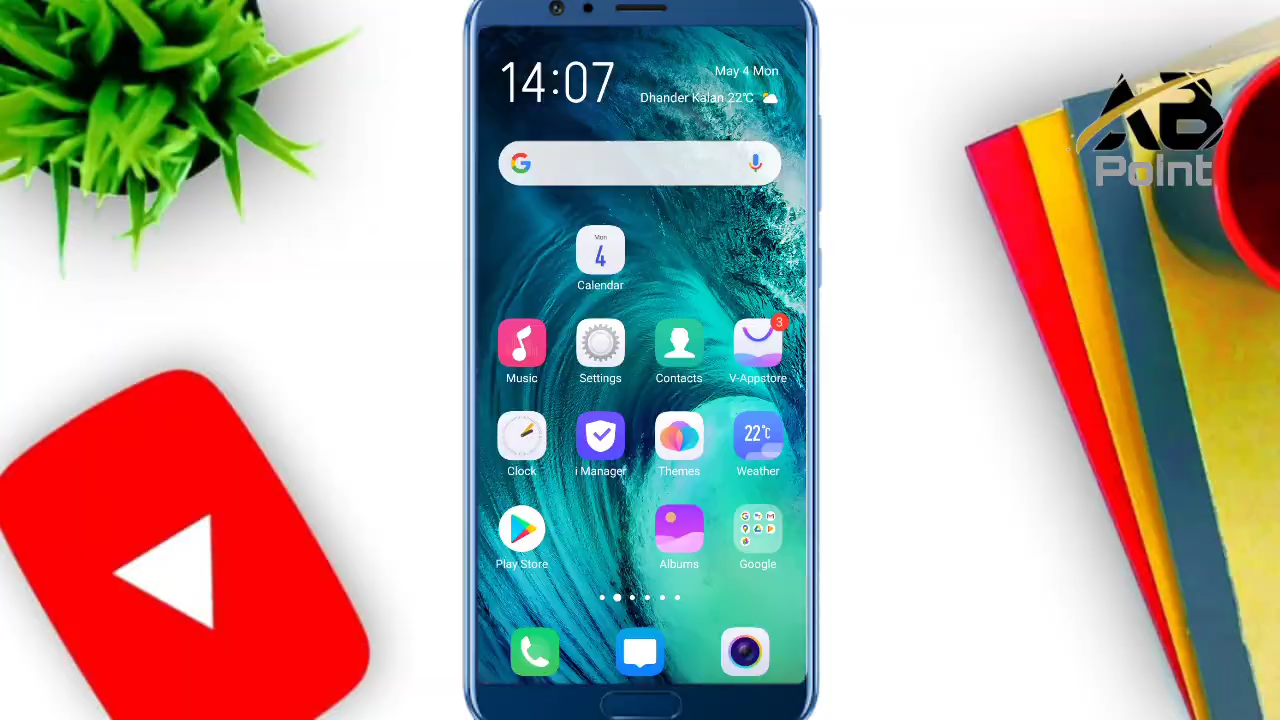 14:07
May 4 Mon
Dhander Kalan 22°C
AB
Point
Mon
4
Calendar
3
Music
Settings
Contacts
V-Appstore
22°C
Clock
i Manager
Themes
Weather
Play Store
Albums
Google